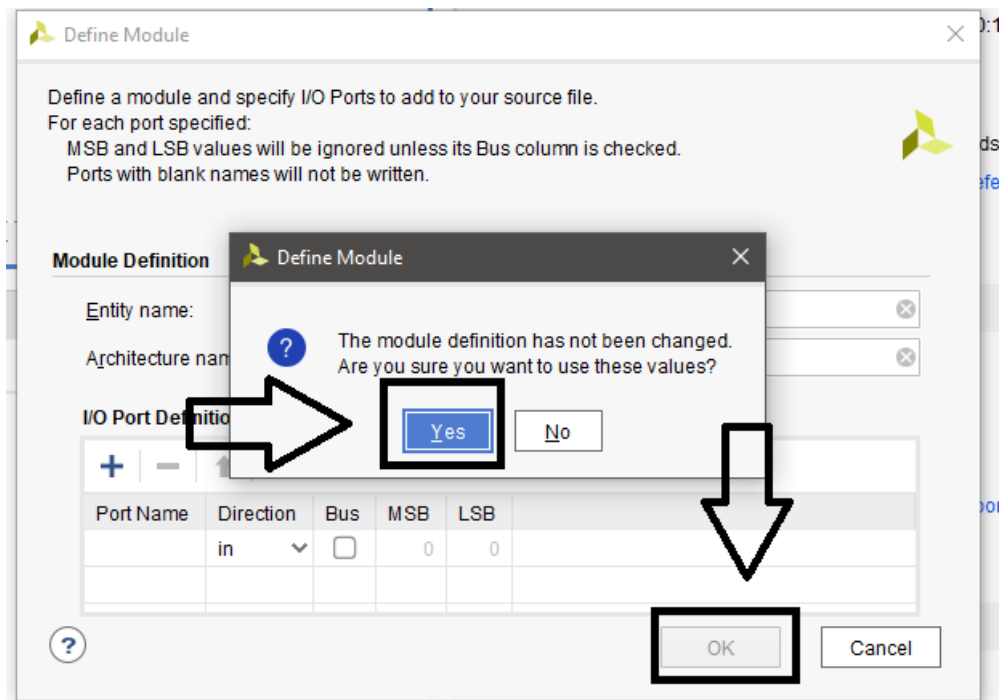 Define Module
Define a module and specify I/O Ports to add to your source file.
For each port specified:
MSB and LSB values will be ignored unless its Bus column is checked.
Ports with blank names will not be written.
Module Definition
Define Module
Entity name:
The module definition has not been changed.
Are you sure you want to use these values?
Architecture nam
Yes No
I/O Port Definitio
Port Name Direction Bus MSB LSB
in 0 0
? OK Cancel